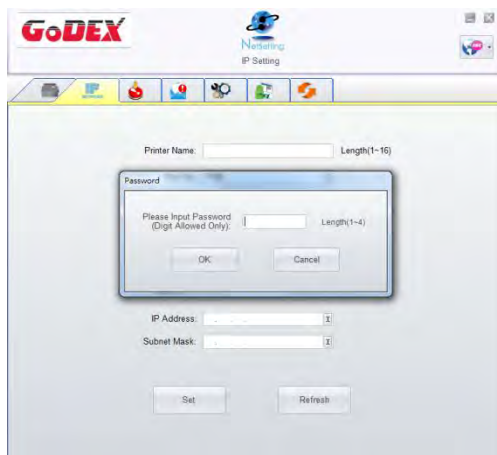 GoDEX
NetSetting
IP Setting
IP
Printer Name:
Length(1~16)
Password
Please Input Password
(Digit Allowed Only):
Length(1~4)
OK
Cancel
IP Address:
Subnet Mask:
Set
Refresh